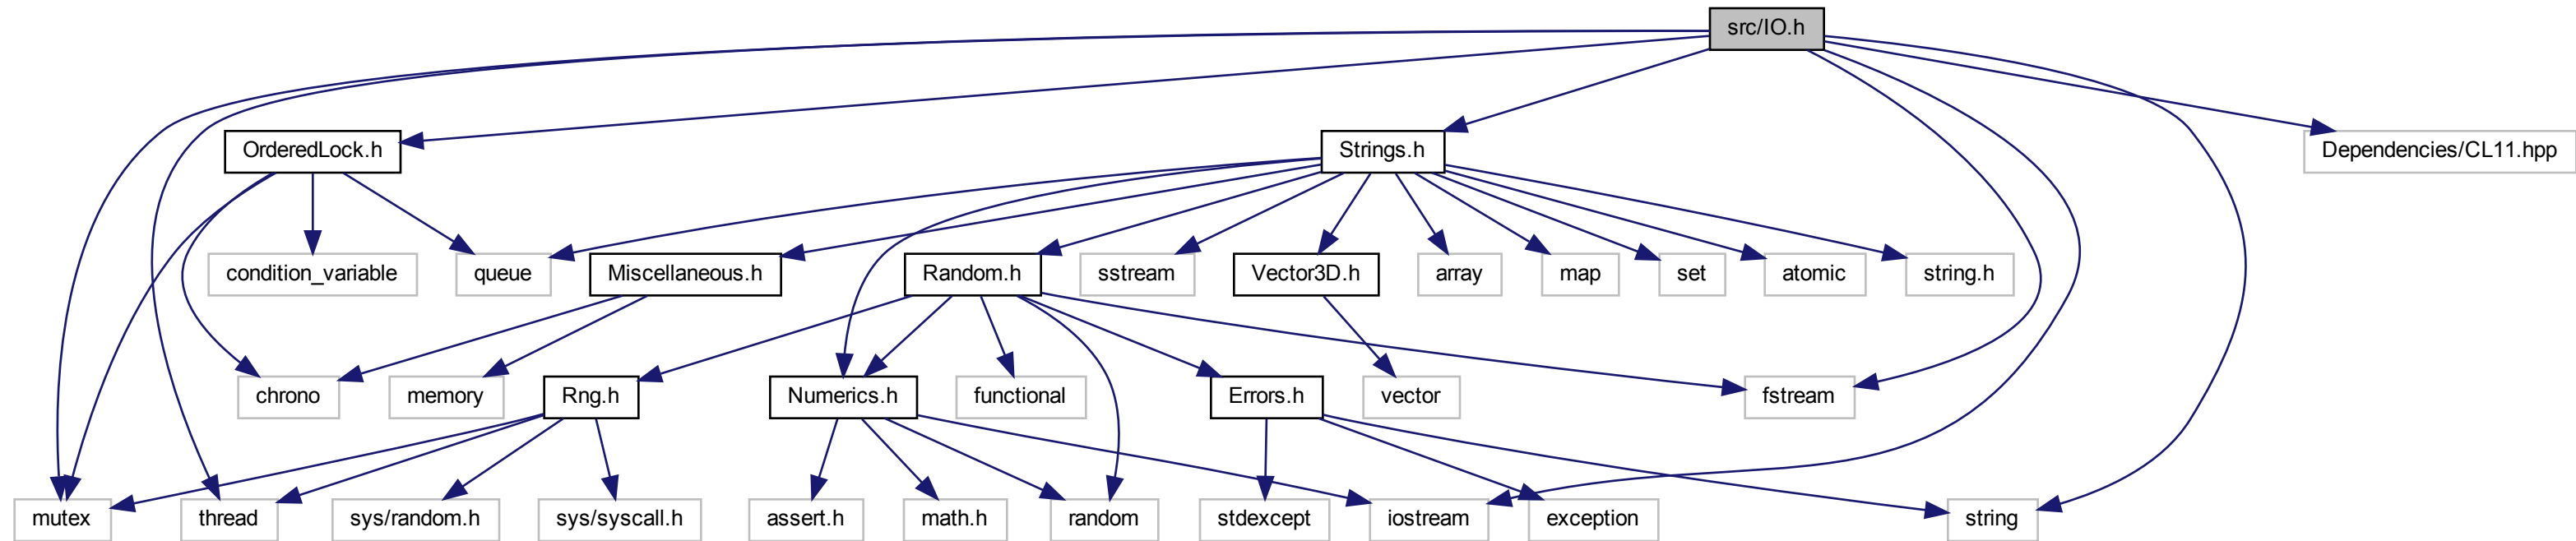 src/IO.h
OrderedLock.h
Strings.h
Dependencies/CL11.hpp
condition_variable
queue
Miscellaneous.h
Random.h
sstream
Vector3D.h
array
map
set
atomic
string.h
chrono
memory
Rng.h
Numerics.h
functional
Errors.h
vector
fstream
mutex
thread
sys/random.h
sys/syscall.h
assert.h
math.h
random
stdexcept
iostream
exception
string